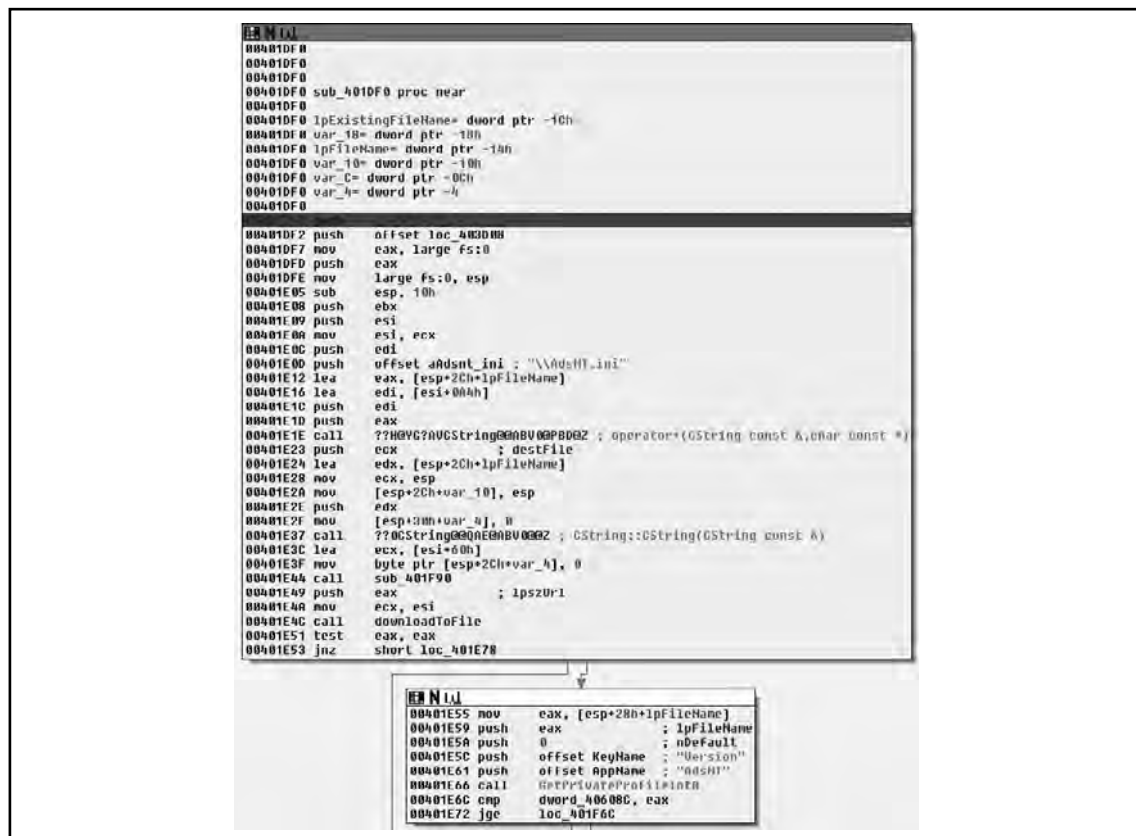 00401DF0
00401DF0
00401DF0
00401DF0 sub_401DF0 proc near
00401DF0
00401DF0 lpExistingFileName= dword ptr -1Ch
00401DF0 var_18= dword ptr -18h
00401DF0 lpFileName= dword ptr -14h
00401DF0 var_10= dword ptr -10h
00401DF0 var_C= dword ptr -0Ch
00401DF0 var_4= dword ptr -4
00401DF0
00401DF2 push offset loc_403D08
00401DF7 mov eax, large fs:0
00401DFD push eax
00401DFE mov large fs:0, esp
00401E05 sub esp, 10h
00401E08 push ebx
00401E09 push esi
00401E0A mov esi, ecx
00401E0C push edi
00401E0D push offset aAdsnt_ini ; "\\AdsNT.ini"
00401E12 lea eax, [esp+2Ch+lpFileName]
00401E16 lea edi, [esi+0A4h]
00401E1C push edi
00401E1D push eax
00401E1E call ??H@YG?AVCString@@ABV0@PBD@Z ; operator+(CString const &,char const *)
00401E23 push ecx ; destFile
00401E24 lea edx, [esp+2Ch+lpFileName]
00401E28 mov ecx, esp
00401E2A mov [esp+2Ch+var_10], esp
00401E2E push edx
00401E2F mov [esp+30h+var_4], 0
00401E37 call ??0CString@@QAE@ABV0@@Z ; CString::CString(CString const &)
00401E3C lea ecx, [esi+60h]
00401E3F mov byte ptr [esp+2Ch+var_4], 0
00401E44 call sub_401F90
00401E49 push eax ; lpszUrl
00401E4A mov ecx, esi
00401E4C call downloadToFile
00401E51 test eax, eax
00401E53 jnz short loc_401E78
00401E55 mov eax, [esp+28h+lpFileName]
00401E59 push eax ; lpFileName
00401E5A push 0 ; nDefault
00401E5C push offset KeyName ; "Version"
00401E61 push offset AppName ; "AdsNT"
00401E66 call GetPrivateProfileIntA
00401E6C cmp dword_40608C, eax
00401E72 jge loc_401F6C